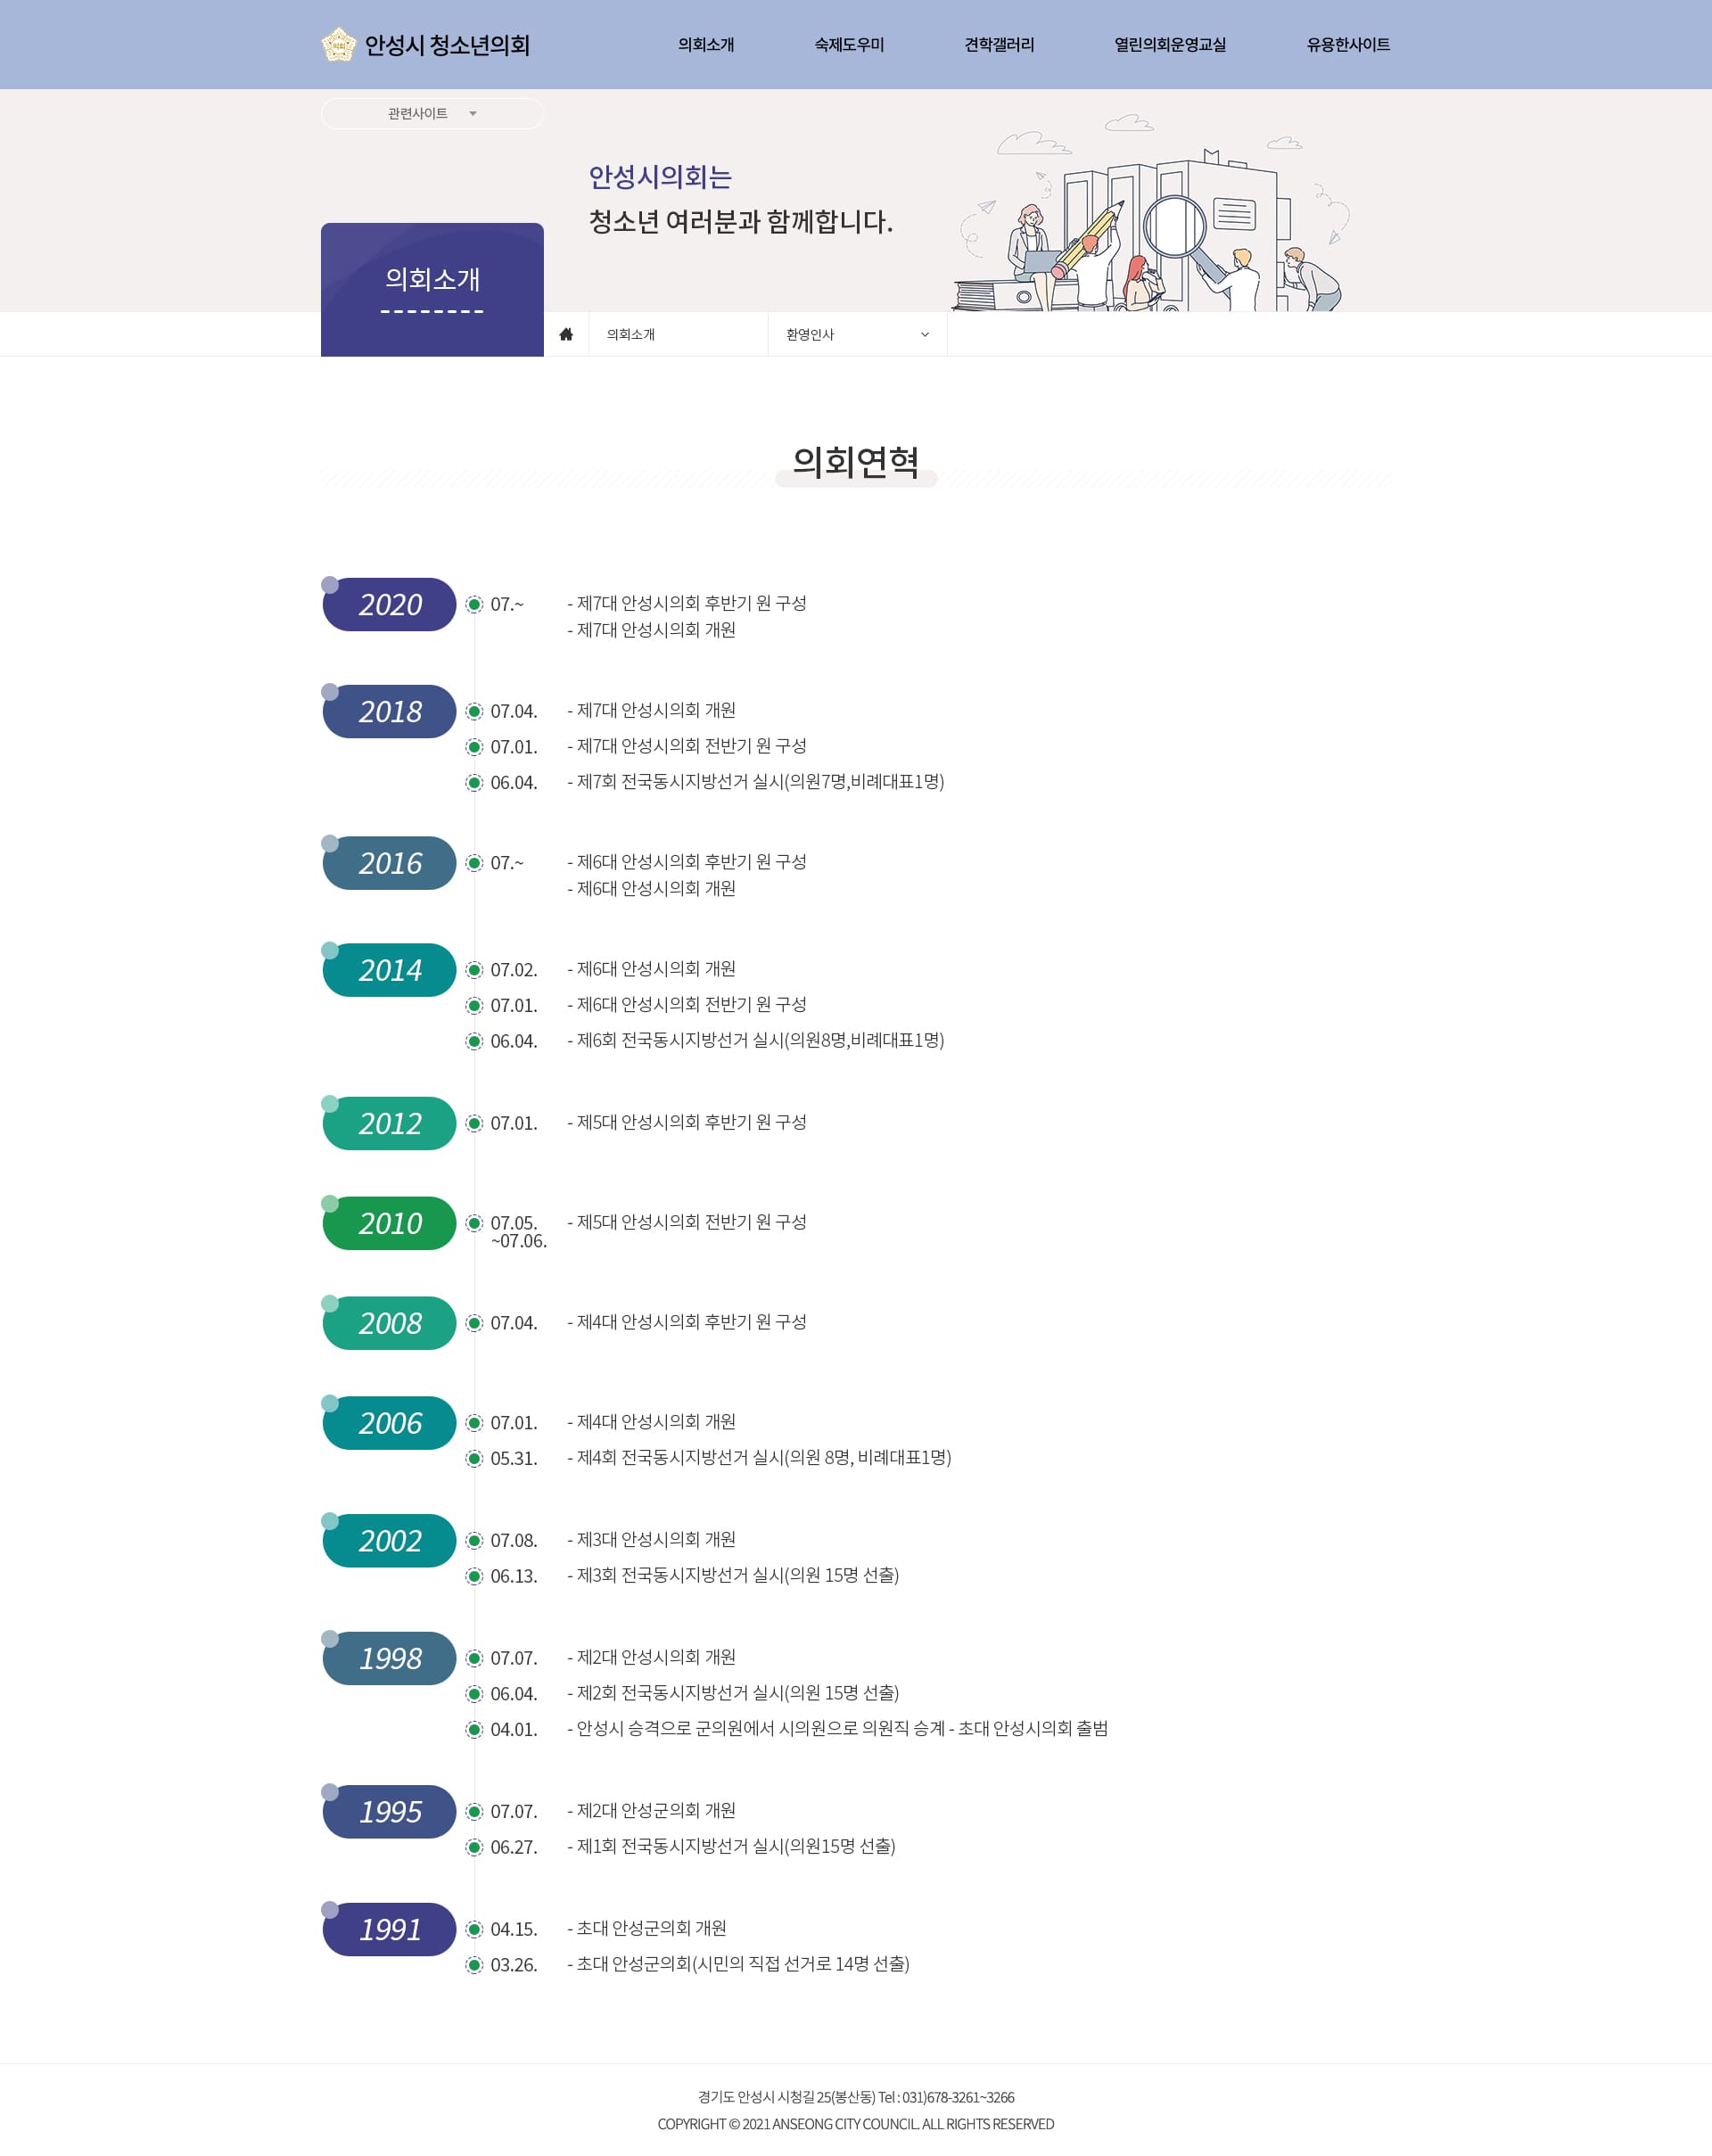 안성시 청소년의회
의회소개 숙제도우미 견학갤러리 열린의회운영교실 유용한사이트
관련사이트
안성시의회는
청소년 여러분과 함께합니다.
의회소개
의회소개 환영인사
의회연혁
2020 07.~ - 제7대 안성시의회 후반기 원 구성
- 제7대 안성시의회 개원
2018 07.04. - 제7대 안성시의회 개원
07.01. - 제7대 안성시의회 전반기 원 구성
06.04. - 제7회 전국동시지방선거 실시(의원7명,비례대표1명)
2016 07.~ - 제6대 안성시의회 후반기 원 구성
- 제6대 안성시의회 개원
2014 07.02. - 제6대 안성시의회 개원
07.01. - 제6대 안성시의회 전반기 원 구성
06.04. - 제6회 전국동시지방선거 실시(의원8명,비례대표1명)
2012 07.01. - 제5대 안성시의회 후반기 원 구성
2010 07.05. - 제5대 안성시의회 전반기 원 구성
~07.06.
2008 07.04. - 제4대 안성시의회 후반기 원 구성
2006 07.01. - 제4대 안성시의회 개원
05.31. - 제4회 전국동시지방선거 실시(의원 8명, 비례대표1명)
2002 07.08. - 제3대 안성시의회 개원
06.13. - 제3회 전국동시지방선거 실시(의원 15명 선출)
1998 07.07. - 제2대 안성시의회 개원
06.04. - 제2회 전국동시지방선거 실시(의원 15명 선출)
04.01. - 안성시 승격으로 군의원에서 시의원으로 의원직 승계 - 초대 안성시의회 출범
1995 07.07. - 제2대 안성군의회 개원
06.27. - 제1회 전국동시지방선거 실시(의원15명 선출)
1991 04.15. - 초대 안성군의회 개원
03.26. - 초대 안성군의회(시민의 직접 선거로 14명 선출)
경기도 안성시 시청길 25(봉산동) Tel : 031)678-3261~3266
COPYRIGHT © 2021 ANSEONG CITY COUNCIL. ALL RIGHTS RESERVED